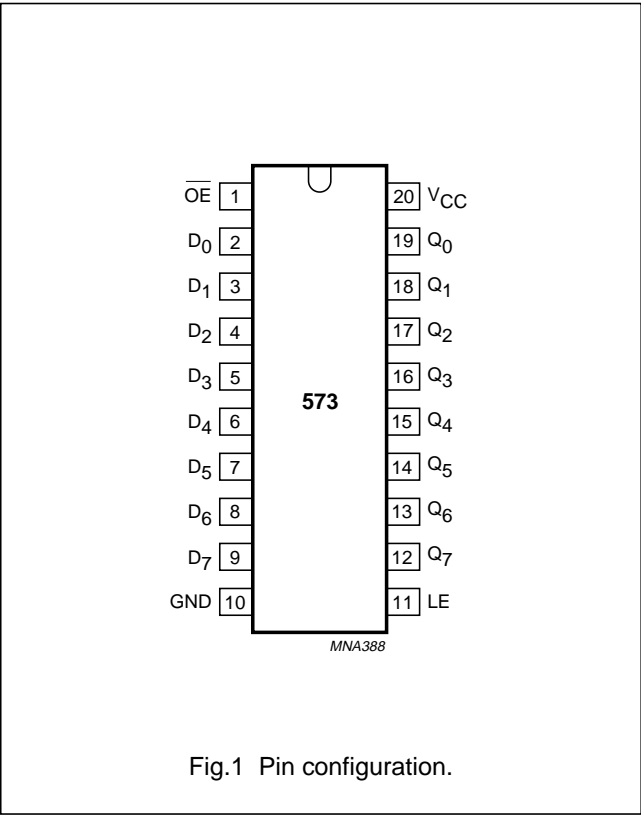 OE 1 20 VCC
D0 2 19 Q0
D1 3 18 Q1
D2 4 17 Q2
D3 5 16 Q3
573
D4 6 15 Q4
D5 7 14 Q5
D6 8 13 Q6
D7 9 12 Q7
GND 10 11 LE
MNA388
Fig.1 Pin configuration.